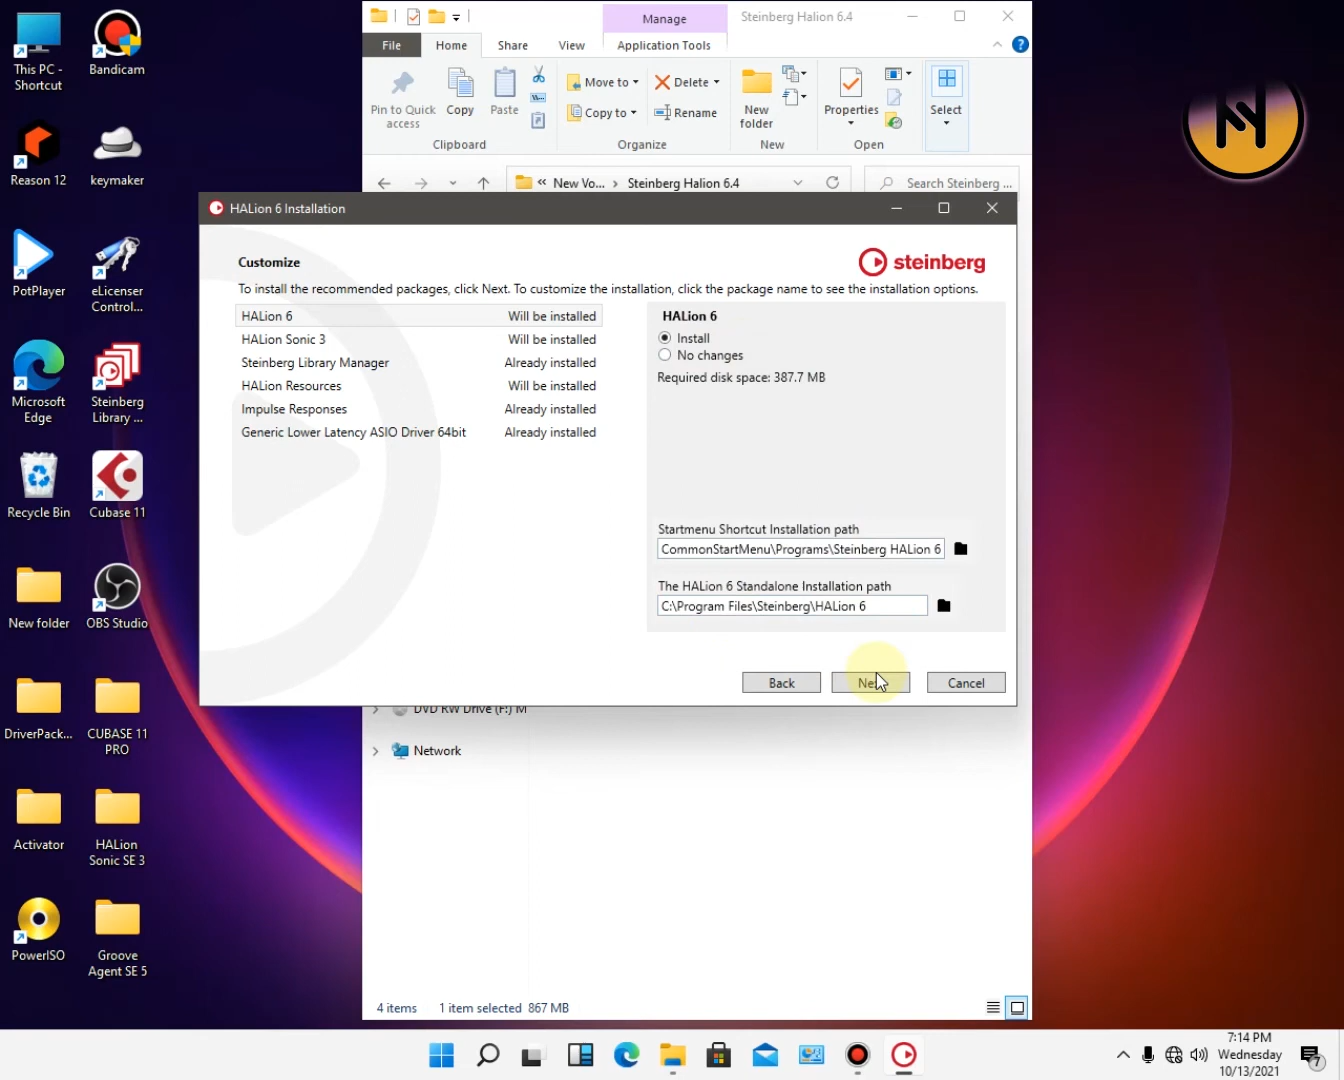 This PC -
Shortcut
Bandicam
Reason 12
keymaker
PotPlayer
eLicenser
Control...
Microsoft
Edge
Steinberg
Library ...
Recycle Bin
Cubase 11
New folder
OBS Studio
DriverPack...
CUBASE 11
PRO
Activator
HALion
Sonic SE 3
PowerISO
Groove
Agent SE 5
Manage
Steinberg Halion 6.4
File
Home
Share
View
Application Tools
Pin to Quick
access
Copy
Paste
Move to
Copy to
Delete
Rename
New
folder
Properties
Select
Clipboard
Organize
New
Open
« New Vo... › Steinberg Halion 6.4
Search Steinberg ...
HALion 6 Installation
Customize
steinberg
To install the recommended packages, click Next. To customize the installation, click the package name to see the installation options.
HALion 6 Will be installed
HALion Sonic 3 Will be installed
Steinberg Library Manager Already installed
HALion Resources Will be installed
Impulse Responses Already installed
Generic Lower Latency ASIO Driver 64bit Already installed
HALion 6
Install
No changes
Required disk space: 387.7 MB
Startmenu Shortcut Installation path
CommonStartMenu\Programs\Steinberg HALion 6
The HALion 6 Standalone Installation path
C:\Program Files\Steinberg\HALion 6
Back
Cancel
DVD RW Drive (F:) M
Network
4 items 1 item selected 867 MB
7:14 PM
Wednesday
10/13/2021
7